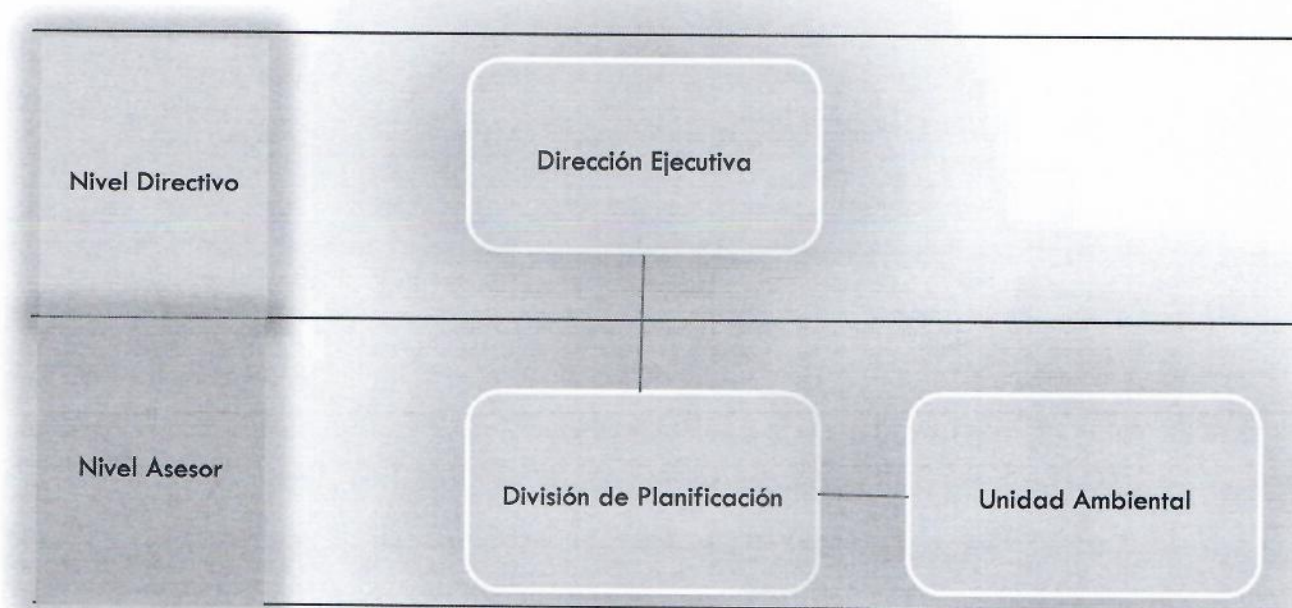 Nivel Directivo
Dirección Ejecutiva
Nivel Asesor
División de Planificación
Unidad Ambiental